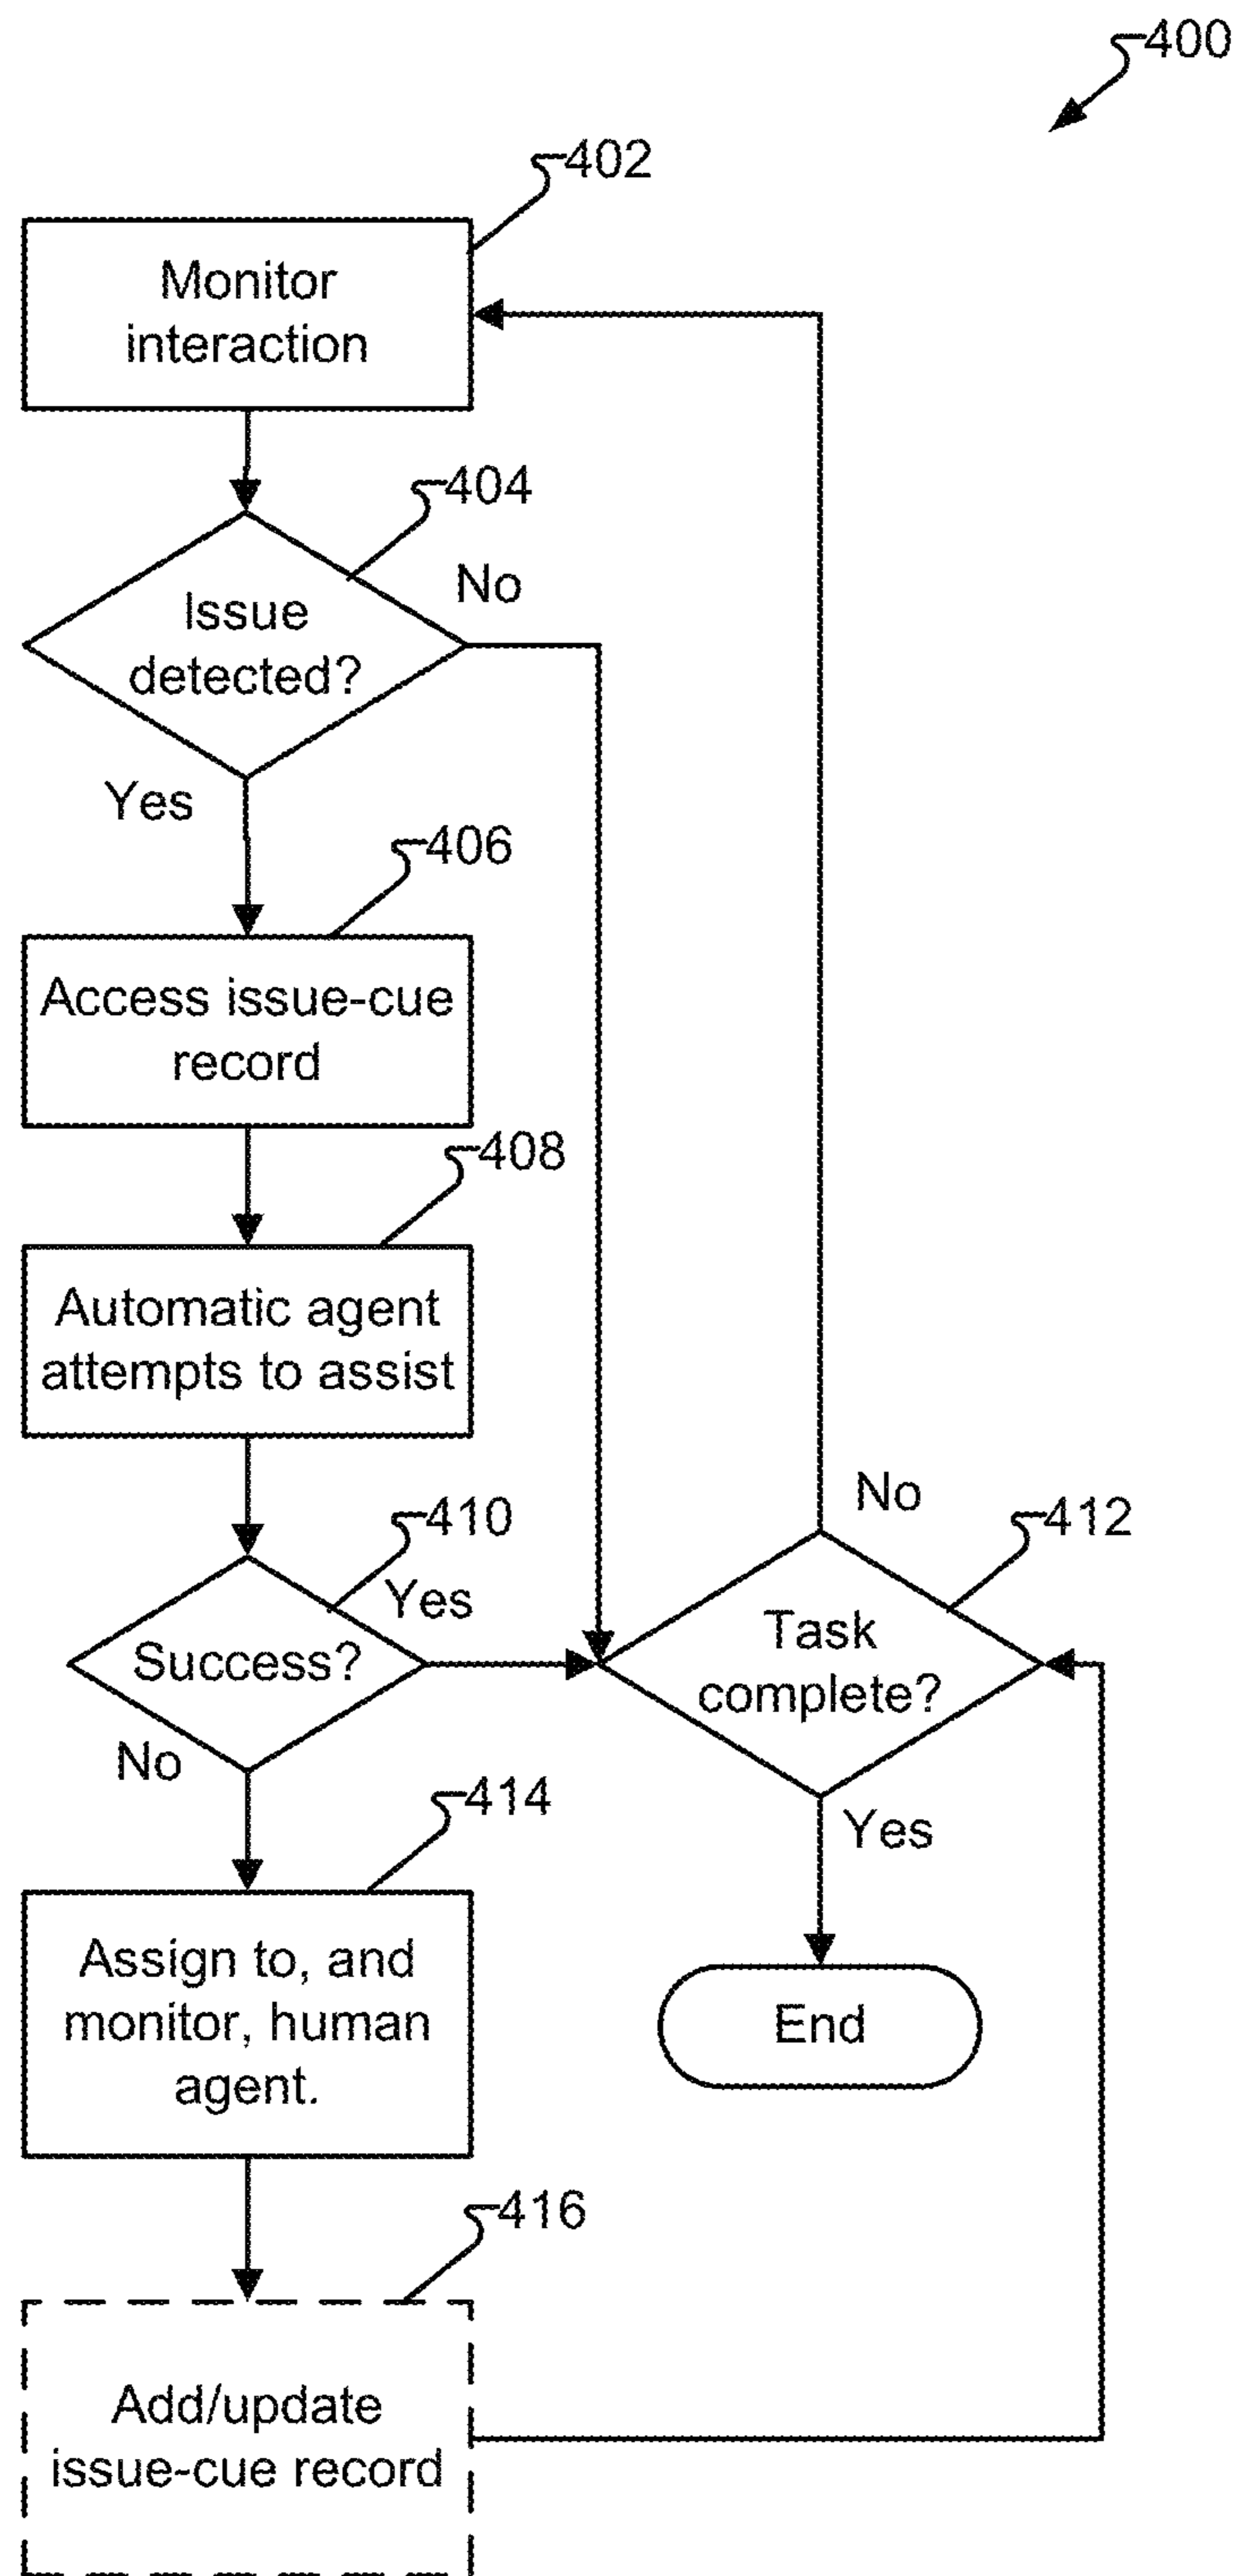 400
402
Monitor
interaction
404
No
Issue
detected?
Yes
406
Access issue-cue
record
408
Automatic agent
attempts to assist
No
410
412
Yes
Success?
Task
complete?
No
414
Yes
Assign to, and
monitor, human
agent.
End
416
Add/update
issue-cue record